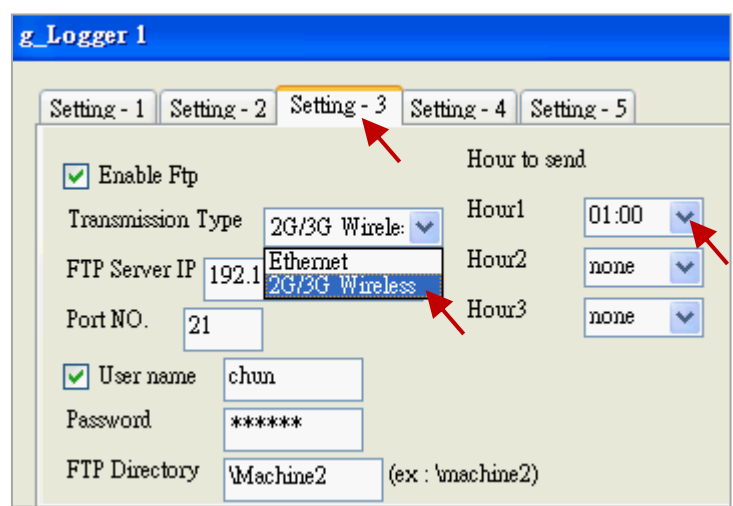 g_Logger 1
Setting - 1 Setting - 2 Setting - 3 Setting - 4 Setting - 5
Enable Ftp
Hour to send
Transmission Type 2G/3G Wirele:
Hour1 01:00
Ethernet
2G/3G Wireless
FTP Server IP 192.1
Hour2 none
Port NO. 21
Hour3 none
User name chun
Password ******
FTP Directory \Machine2 (ex : \machine2)